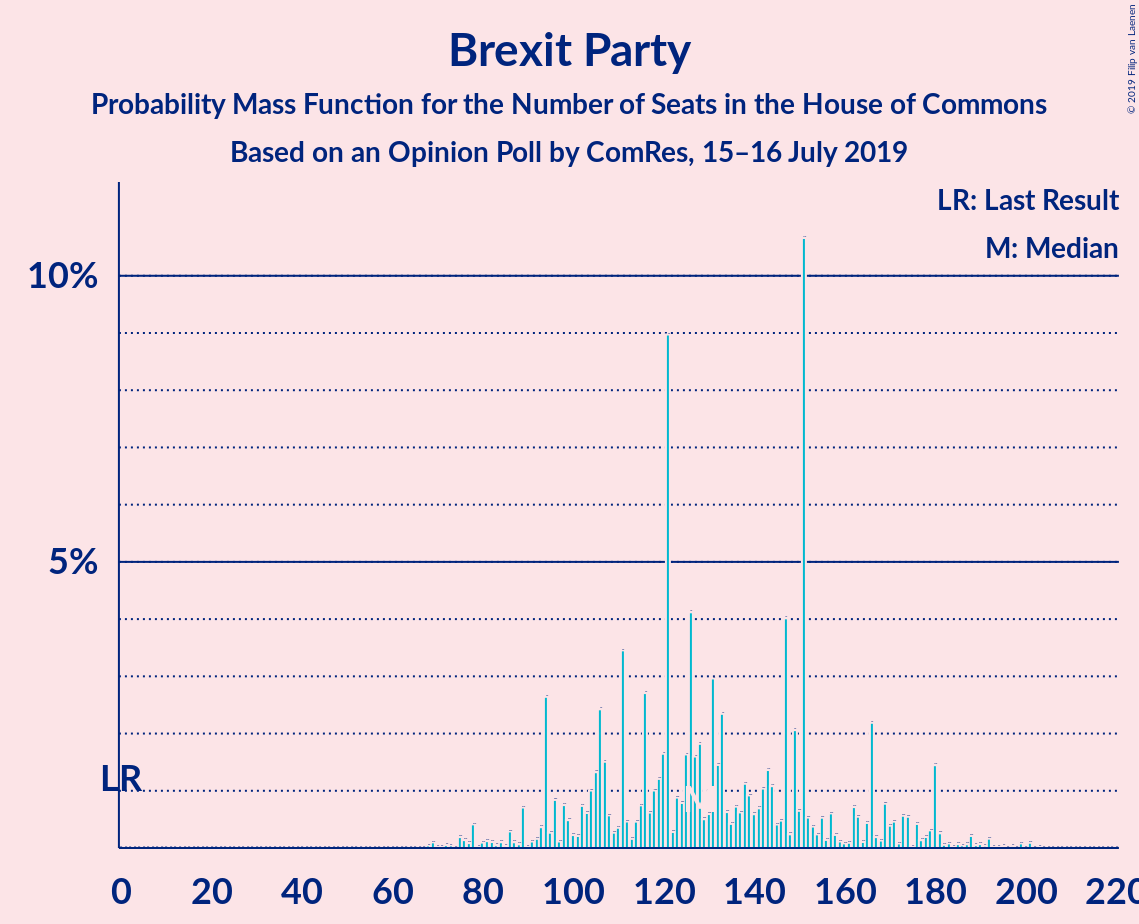 Brexit Party
Probability Mass Function for the Number of Seats in the House of Commons
Based on an Opinion Poll by ComRes, 15–16 July 2019
© 2019 Filip van Laenen
LR: Last Result
M: Median
10%
5%
LR
0 20 40 60 80 100 120 140 160 180 200 220